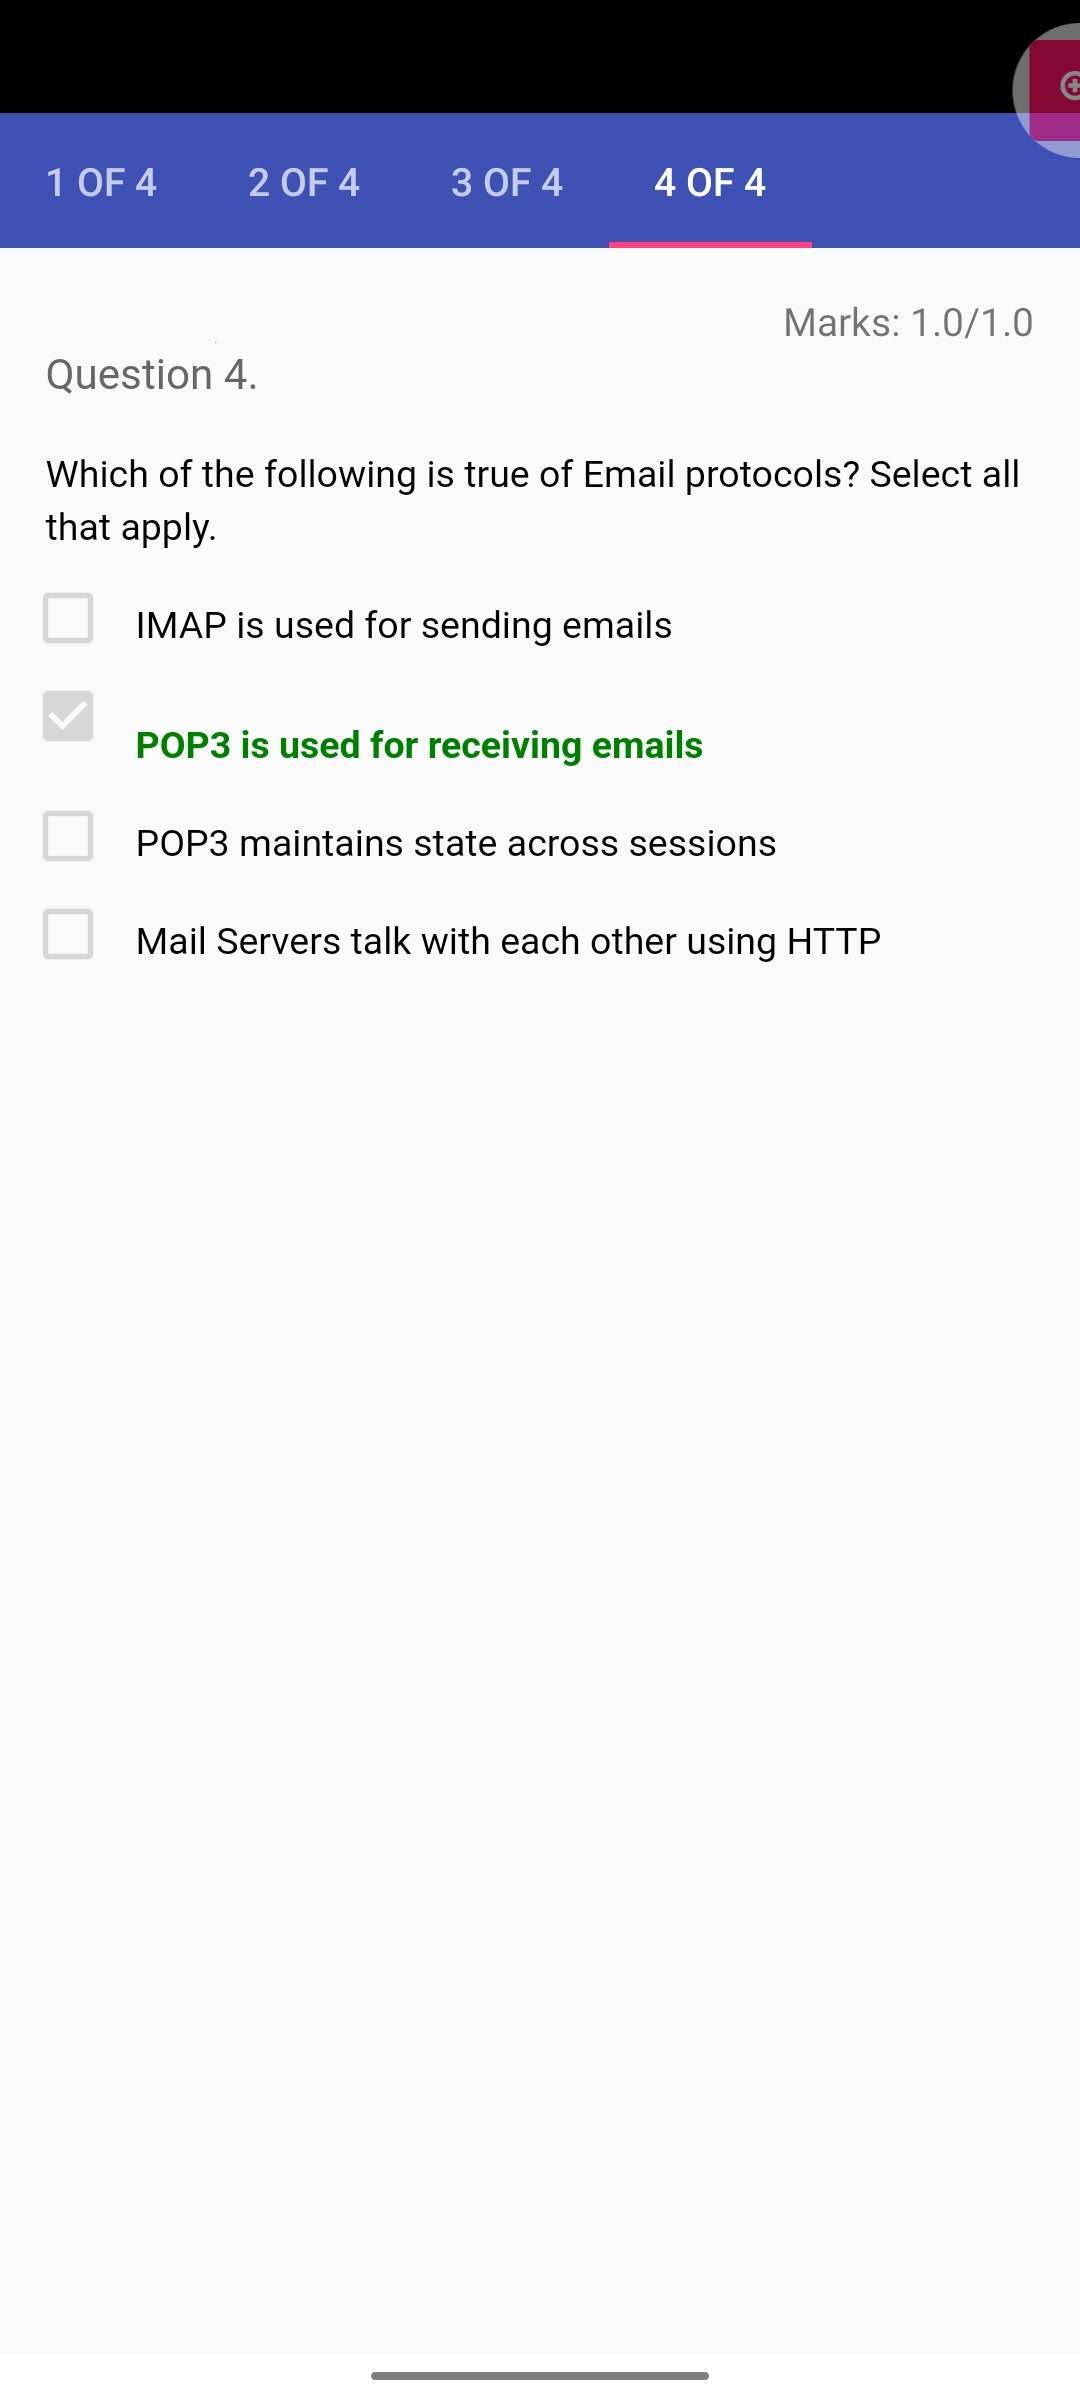 1 OF 4 2 OF 4 3 OF 4 4 OF 4
Marks: 1.0/1.0
Question 4.
Which of the following is true of Email protocols? Select all
that apply.
IMAP is used for sending emails
POP3 is used for receiving emails
POP3 maintains state across sessions
Mail Servers talk with each other using HTTP